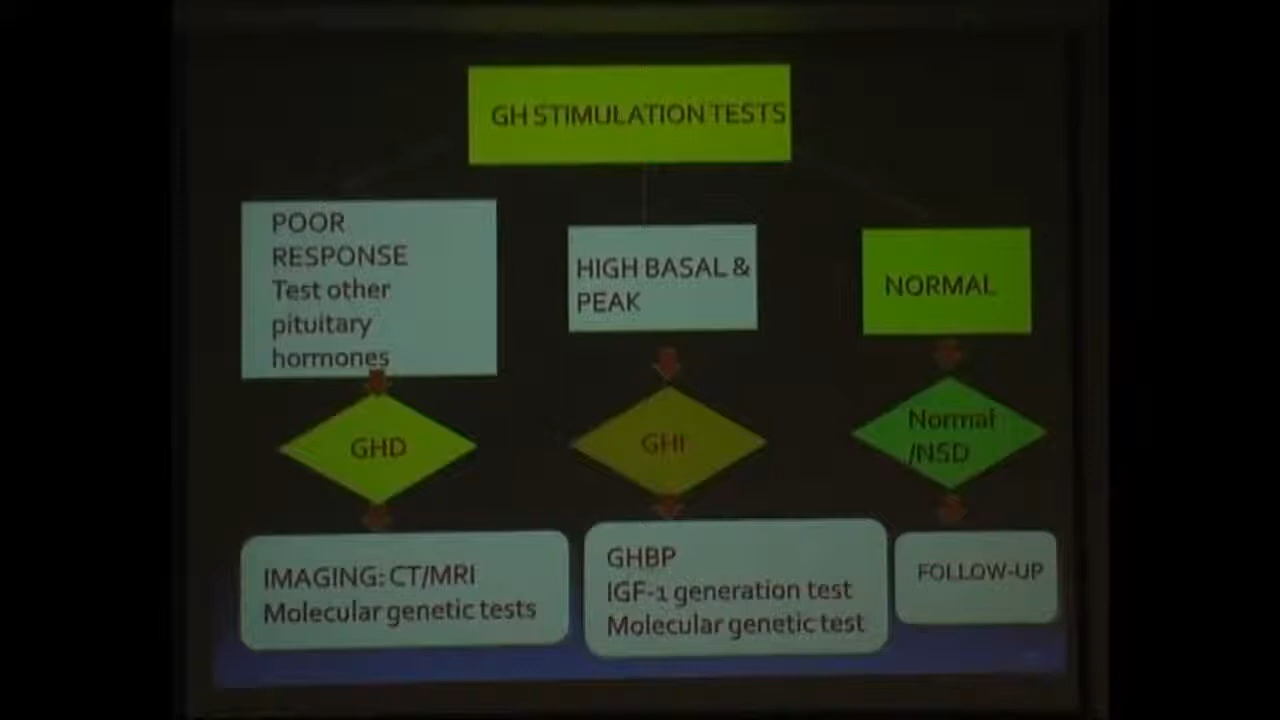 GH STIMULATION TESTS
POOR
RESPONSE
Test other
pituitary
hormones
HIGH BASAL &
PEAK
NORMAL
GHD
GHI
Normal
/NSD
IMAGING: CT/MRI
Molecular genetic tests
GHBP
IGF-1 generation test
Molecular genetic test
FOLLOW-UP